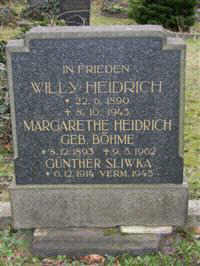 IN FRIEDEN
WILLY HEIDRICH
* 22.6.1890
✝ 8.10.1943
MARGARETHE HEIDRICH
GEB. BÖHME
* 8.12.1893 ✝ 9.5.1962
GÜNTHER SLIWKA
* 6.12.1914 VERM. 1945